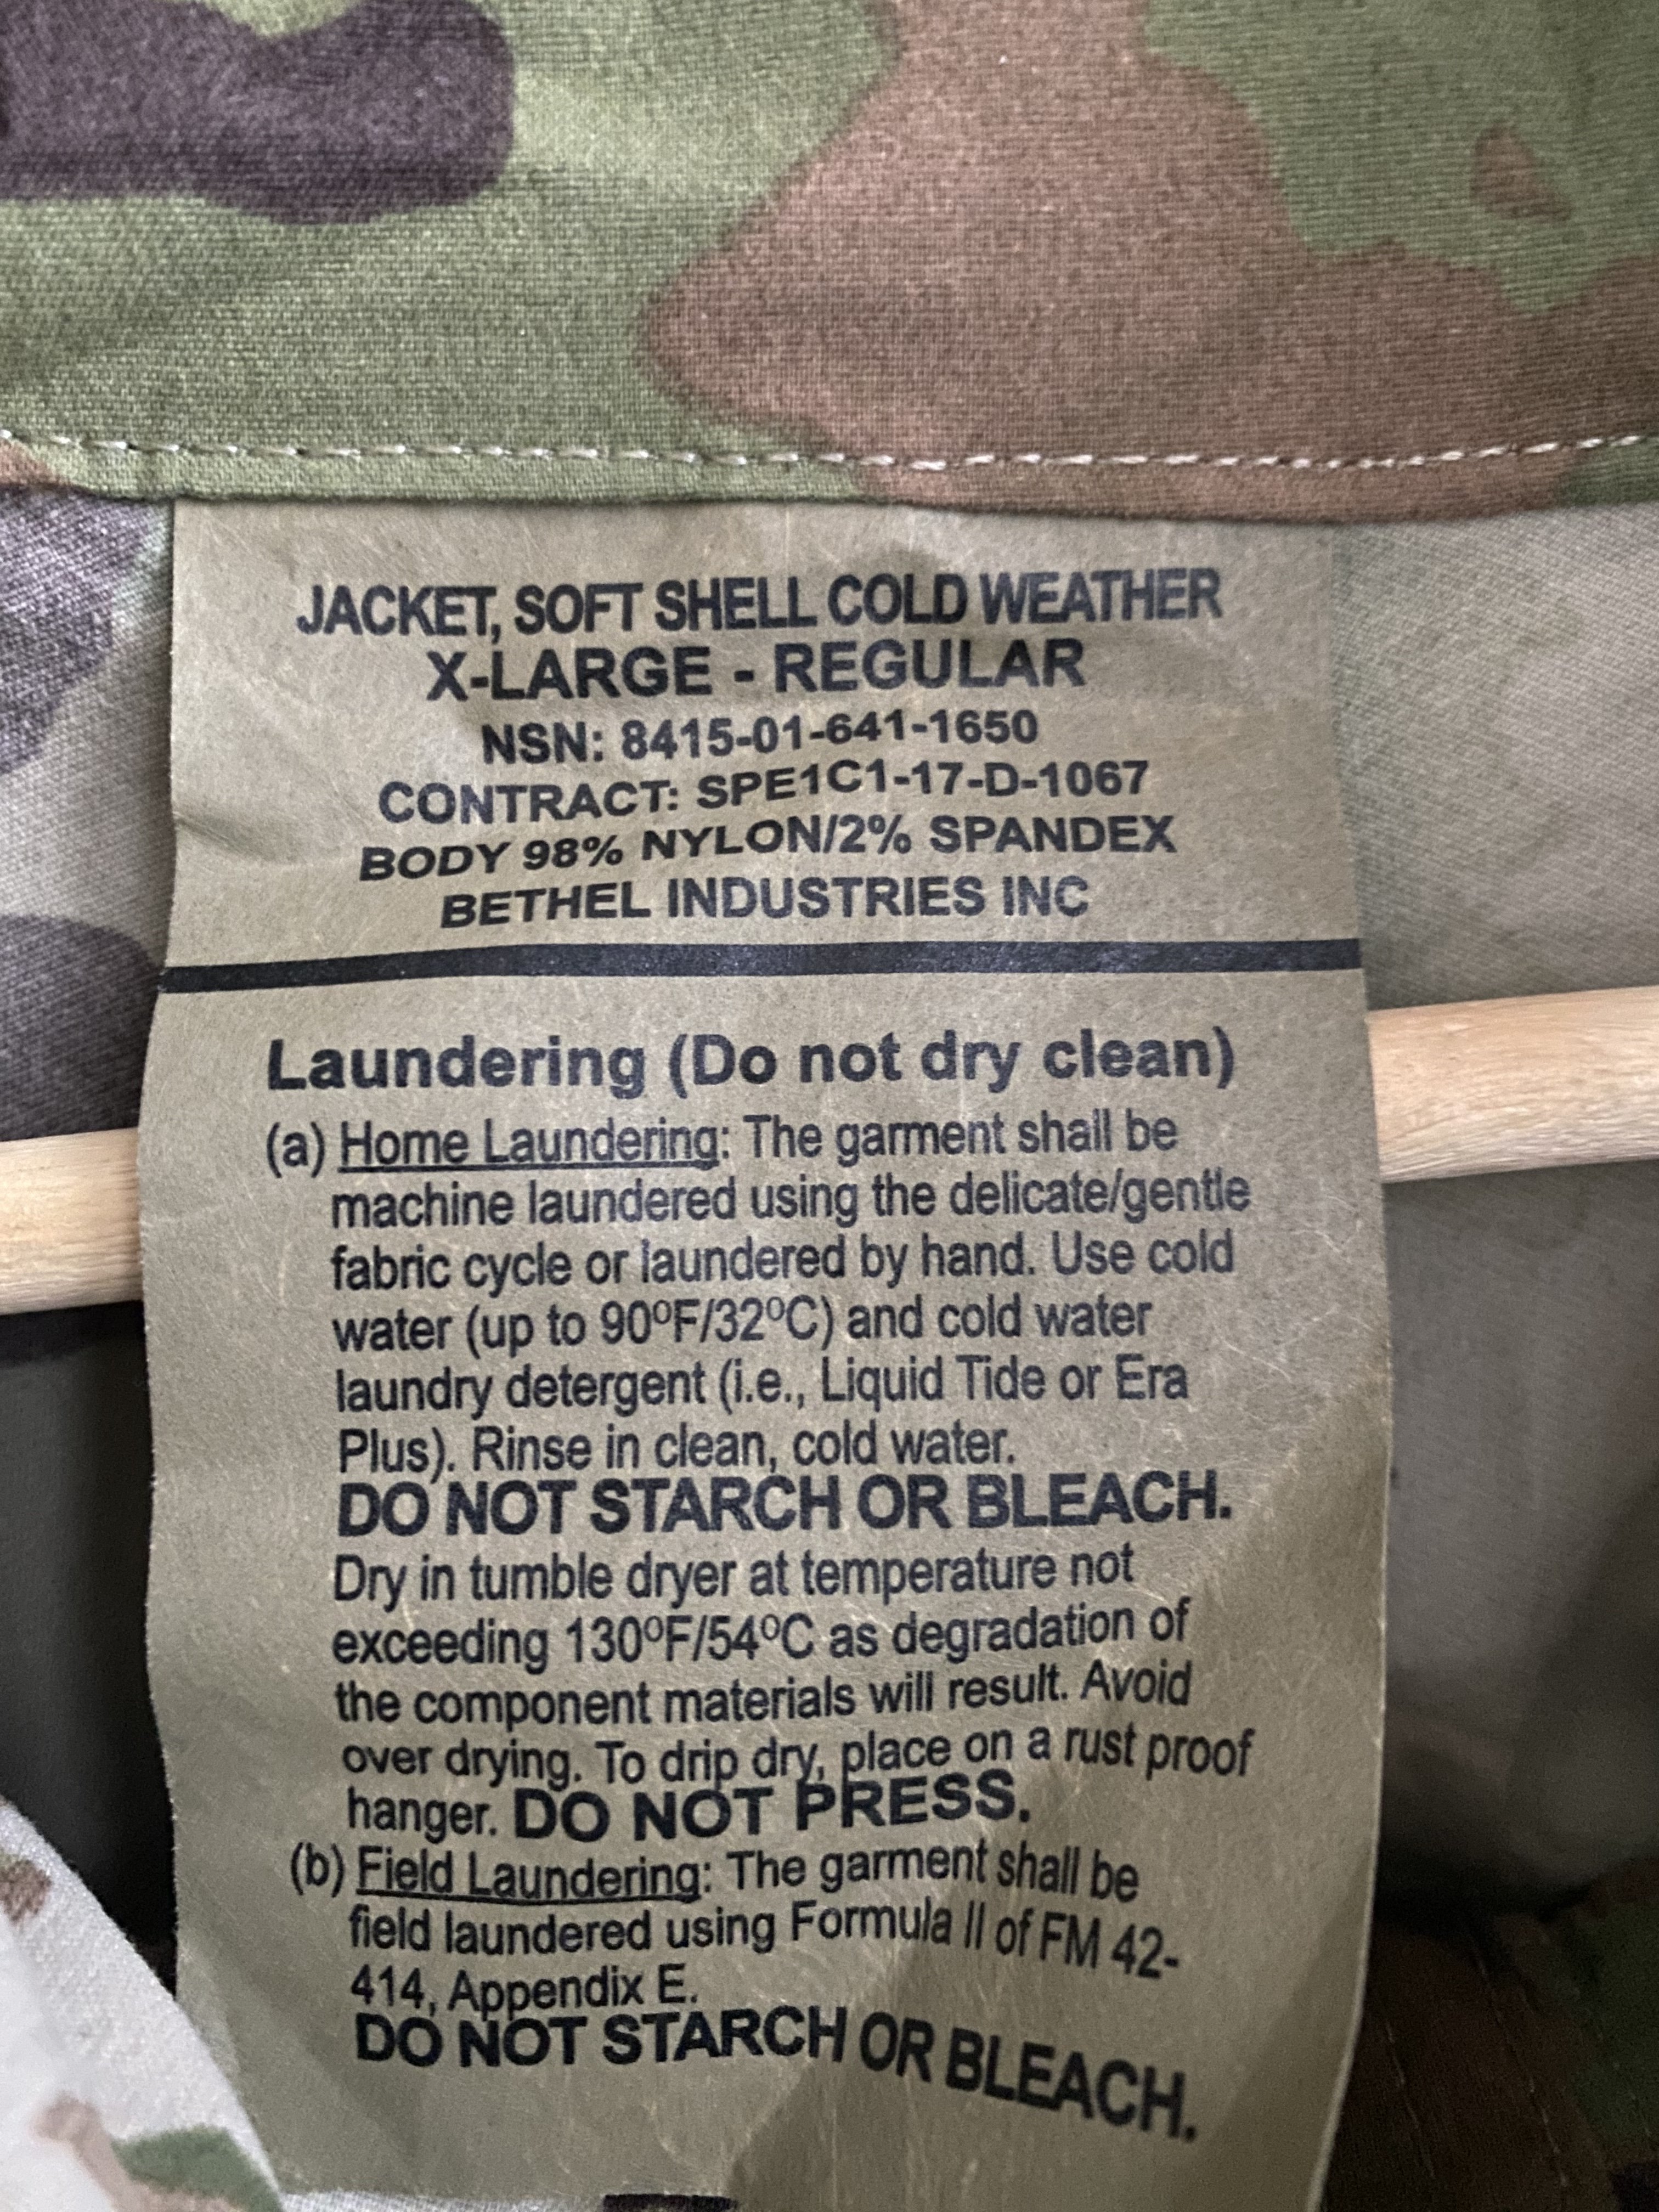 JACKET, SOFT SHELL COLD WEATHER
X-LARGE - REGULAR
NSN: 8415-01-641-1650
CONTRACT: SPE1C1-17-D-1067
BODY 98% NYLON/2% SPANDEX
BETHEL INDUSTRIES INC
Laundering (Do not dry clean)
(a) Home Laundering: The garment shall be
machine laundered using the delicate/gentle
fabric cycle or laundered by hand. Use cold
water (up to 90ºF/32ºC) and cold water
laundry detergent (i.e., Liquid Tide or Era
Plus). Rinse in clean, cold water.
DO NOT STARCH OR BLEACH.
Dry in tumble dryer at temperature not
exceeding 130ºF/54ºC as degradation of
the component materials will result. Avoid
over drying. To drip dry, place on a rust proof
hanger. DO NOT PRESS.
(b) Field Laundering: The garment shall be
field laundered using Formula II of FM 42-
414, Appendix E.
DO NOT STARCH OR BLEACH.